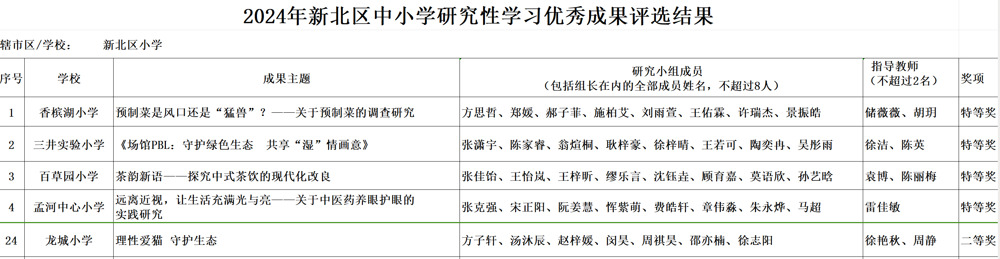 2024年新北区中小学研究性学习优秀成果评选结果
辖市区/学校： 新北区小学
序号 学校 成果主题 研究小组成员 （包括组长在内的全部成员姓名，不超过8人） 指导教师 （不超过2名） 奖项
1 香槟湖小学 预制菜是风口还是“猛兽”？——关于预制菜的调查研究 方思哲、郑媛、郝子菲、施柏艾、刘雨萱、王佑霖、许瑞杰、景振皓 储薇薇、胡玥 特等奖
2 三井实验小学 《场馆PBL：守护绿色生态 共享“湿”情画意》 张潇宇、陈家睿、翁煊桐、耿梓豪、徐梓晴、王若可、陶奕冉、吴彤雨 徐洁、陈英 特等奖
3 百草园小学 茶韵新语——探究中式茶饮的现代化改良 张佳饴、王怡岚、王梓昕、缪乐言、沈钰垚、顾育嘉、莫语欣、孙艺晗 袁博、陈丽梅 特等奖
4 孟河中心小学 远离近视，让生活充满光与亮——关于中医药养眼护眼的
实践研究 张克强、宋正阳、阮姜慧、恽紫萌、费皓轩、章伟淼、朱永烨、马超 雷佳敏 特等奖
24 龙城小学 理性爱猫 守护生态 方子轩、汤沐辰、赵梓媛、闵昊、周祺昊、邵亦楠、徐志阳 徐艳秋、周静 二等奖